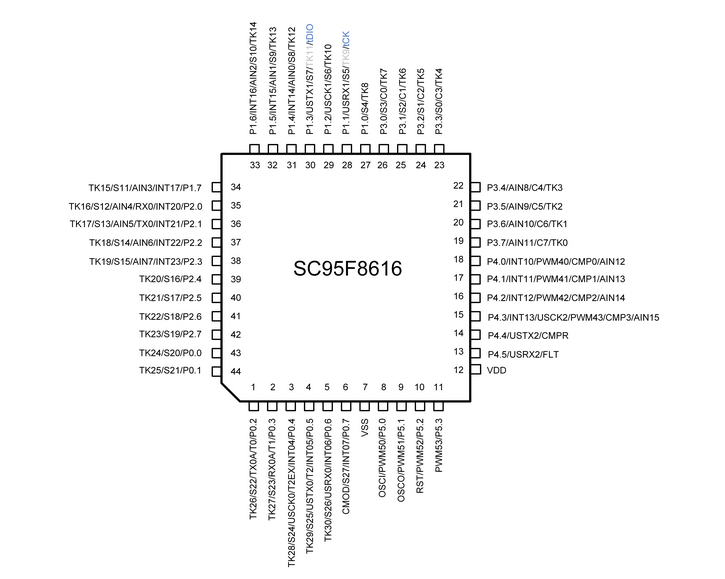 P1.6/INT16/AIN2/S10/TK14
P1.5/INT15/AIN1/S9/TK13
P1.4/INT14/AIN0/S8/TK12
P1.3/USTX1/S7/TK11/tDIO
P1.2/USCK1/S6/TK10
P1.1/USRX1/S5/TK9/tCK
P1.0/S4/TK8
P3.0/S3/C0/TK7
P3.1/S2/C1/TK6
P3.2/S1/C2/TK5
P3.3/S0/C3/TK4
33 32 31 30 29 28 27 26 25 24 23
TK15/S11/AIN3/INT17/P1.7 34
TK16/S12/AIN4/RX0/INT20/P2.0 35
TK17/S13/AIN5/TX0/INT21/P2.1 36
TK18/S14/AIN6/INT22/P2.2 37
TK19/S15/AIN7/INT23/P2.3 38
TK20/S16/P2.4 39
TK21/S17/P2.5 40
TK22/S18/P2.6 41
TK23/S19/P2.7 42
TK24/S20/P0.0 43
TK25/S21/P0.1 44
SC95F8616
22 P3.4/AIN8/C4/TK3
21 P3.5/AIN9/C5/TK2
20 P3.6/AIN10/C6/TK1
19 P3.7/AIN11/C7/TK0
18 P4.0/INT10/PWM40/CMP0/AIN12
17 P4.1/INT11/PWM41/CMP1/AIN13
16 P4.2/INT12/PWM42/CMP2/AIN14
15 P4.3/INT13/USCK2/PWM43/CMP3/AIN15
14 P4.4/USTX2/CMPR
13 P4.5/USRX2/FLT
12 VDD
1 2 3 4 5 6 7 8 9 10 11
TK26/S22/TX0A/T0/P0.2
TK27/S23/RX0A/T1/P0.3
TK28/S24/USCK0/T2EX/INT04/P0.4
TK29/S25/USTX0/T2/INT05/P0.5
TK30/S26/USRX0/INT06/P0.6
CMOD/S27/INT07/P0.7
VSS
OSCI/PWM50/P5.0
OSCO/PWM51/P5.1
RST/PWM52/P5.2
PWM53/P5.3